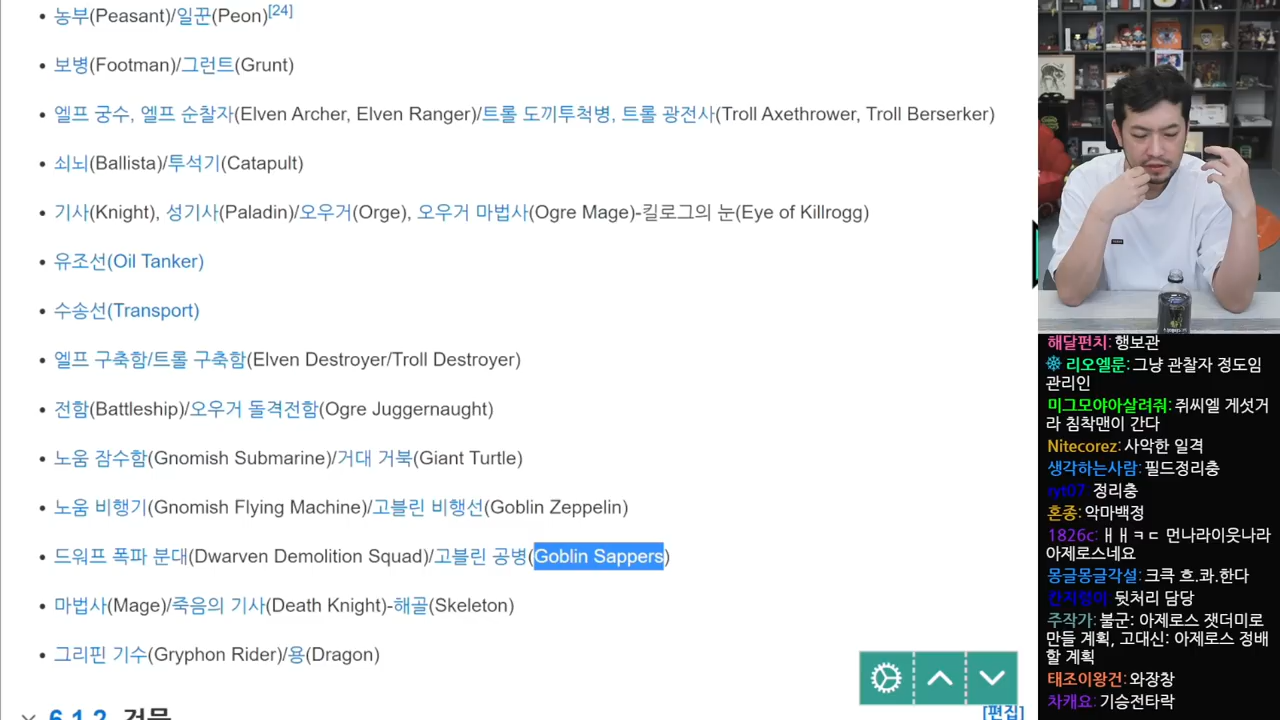 농부(Peasant)/일꾼(Peon)[24]
보병(Footman)/그런트(Grunt)
엘프 궁수, 엘프 순찰자(Elven Archer, Elven Ranger)/트롤 도끼투척병, 트롤 광전사(Troll Axethrower, Troll Berserker)
쇠뇌(Ballista)/투석기(Catapult)
기사(Knight), 성기사(Paladin)/오우거(Orge), 오우거 마법사(Ogre Mage)-킬로그의 눈(Eye of Killrogg)
유조선(Oil Tanker)
수송선(Transport)
엘프 구축함/트롤 구축함(Elven Destroyer/Troll Destroyer)
전함(Battleship)/오우거 돌격전함(Ogre Juggernaught)
노움 잠수함(Gnomish Submarine)/거대 거북(Giant Turtle)
노움 비행기(Gnomish Flying Machine)/고블린 비행선(Goblin Zeppelin)
드워프 폭파 분대(Dwarven Demolition Squad)/고블린 공병(Goblin Sappers)
마법사(Mage)/죽음의 기사(Death Knight)-해골(Skeleton)
그리핀 기수(Gryphon Rider)/용(Dragon)
6.1.2. 건물
[편집]
해달펀치: 행보관
리오엘룬: 그냥 관찰자 정도임
관리인
미그모야아살려줘: 쥐씨엘 게섯거
라 침착맨이 간다
Nitecorez: 사악한 일격
생각하는사람: 필드정리충
ryt07: 정리충
혼종: 악마백정
1826c: ㅐㅐㅋㄷ 먼나라이웃나라
아제로스네요
몽글몽글각설: 크큭 흐.콰.한다
칸지렁이: 뒷처리 담당
주작가: 불군: 아제로스 잿더미로
만들 계획, 고대신: 아제로스 정배
할 계획
태조이왕건: 와장창
차캐요: 기승전타락